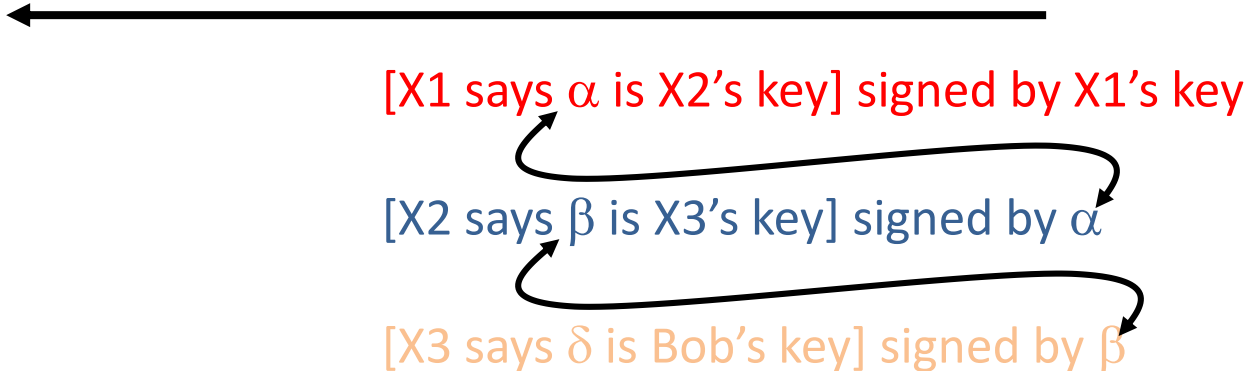 [X1 says α is X2’s key] signed by X1’s key
[X2 says β is X3’s key] signed by α
[X3 says δ is Bob’s key] signed by β